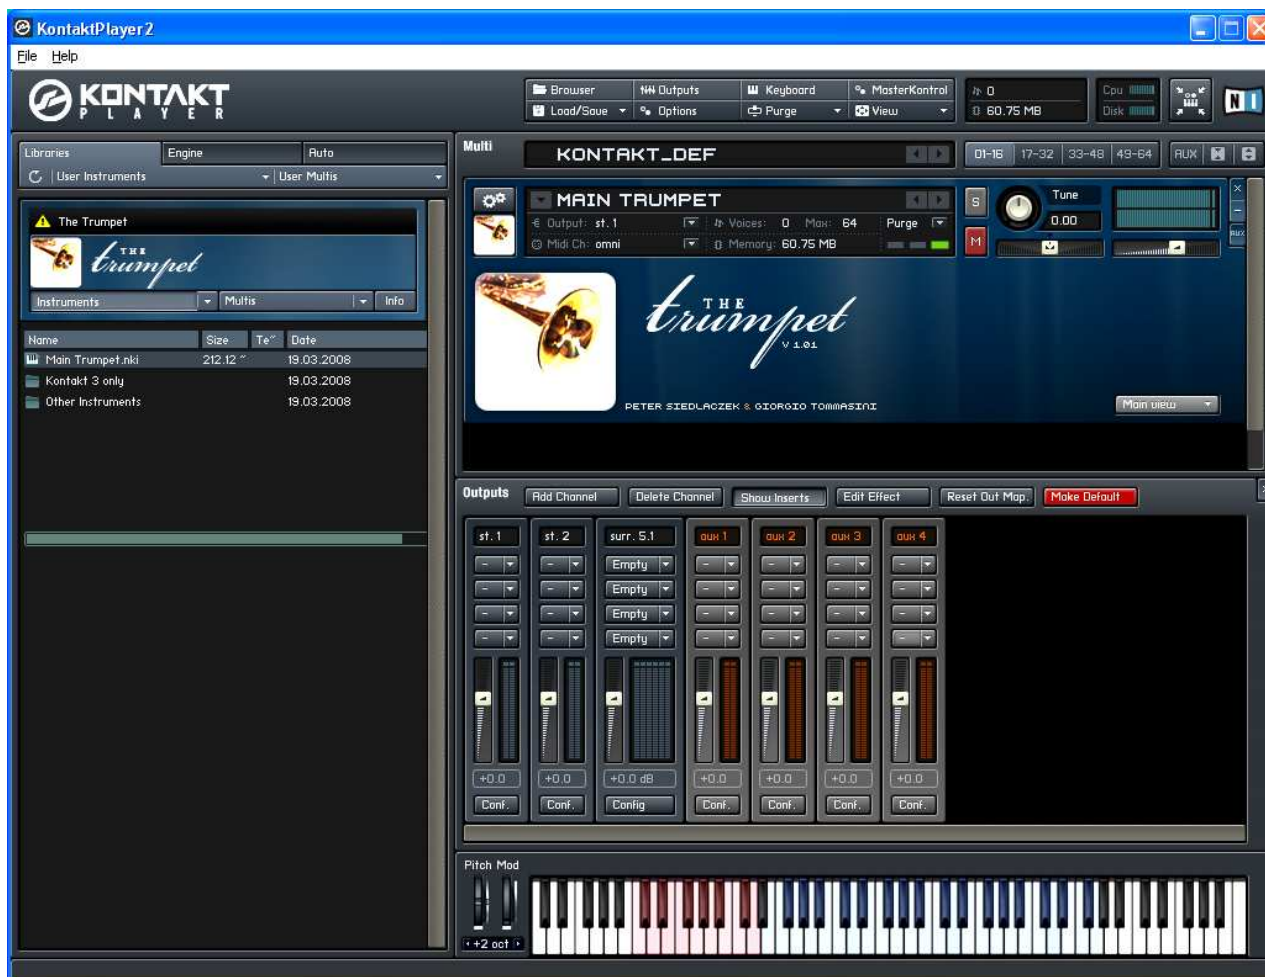 KontaktPlayer2
File Help
KONTAKT
PLAYER
Browser Outputs Keyboard MasterKontrol
Load/Save Options Purge View
0
60.75 MB
Cpu
Disk
NI
Libraries Engine Auto
User Instruments User Multis
The Trumpet
THE
trumpet
Instruments Multis Info
Name Size Te~ Date
Main Trumpet.nki 212.12 ~ 19.03.2008
Kontakt 3 only 19.03.2008
Other Instruments 19.03.2008
Multi KONTAKT_DEF 01-16 17-32 33-48 49-64 AUX
MAIN TRUMPET
Output: st. 1 Voices: 0 Max: 64 Purge
Midi Ch: omni Memory: 60.75 MB
S
M
Tune
0.00
AUX
THE
trumpet
V 1.01
PETER SIEDLACZEK & GIORGIO TOMMASINI
Main view
Outputs Add Channel Delete Channel Show Inserts Edit Effect Reset Out Map. Make Default
st. 1 st. 2 surr. 5.1 aux 1 aux 2 aux 3 aux 4
- - Empty - - - -
- - Empty - - - -
- - Empty - - - -
- - Empty - - - -
+0.0 +0.0 +0.0 dB +0.0 +0.0 +0.0 +0.0
Conf. Conf. Config Conf. Conf. Conf. Conf.
Pitch Mod
+2 oct